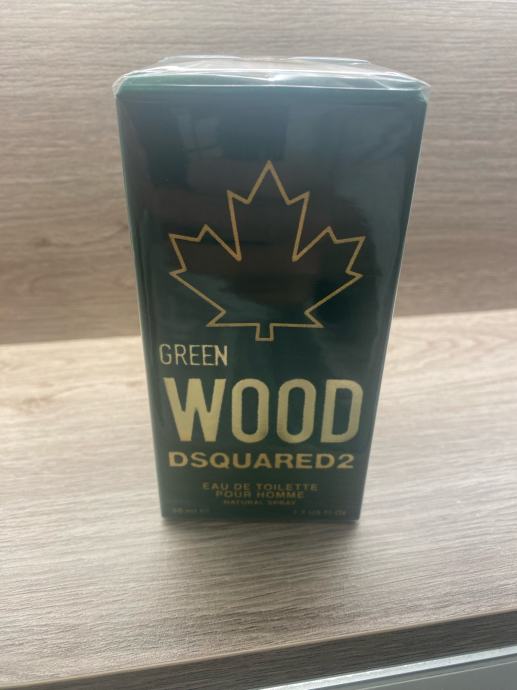 GREEN
WOOD
DSQUARED2
EAU DE TOILETTE
POUR HOMME
NATURAL SPRAY